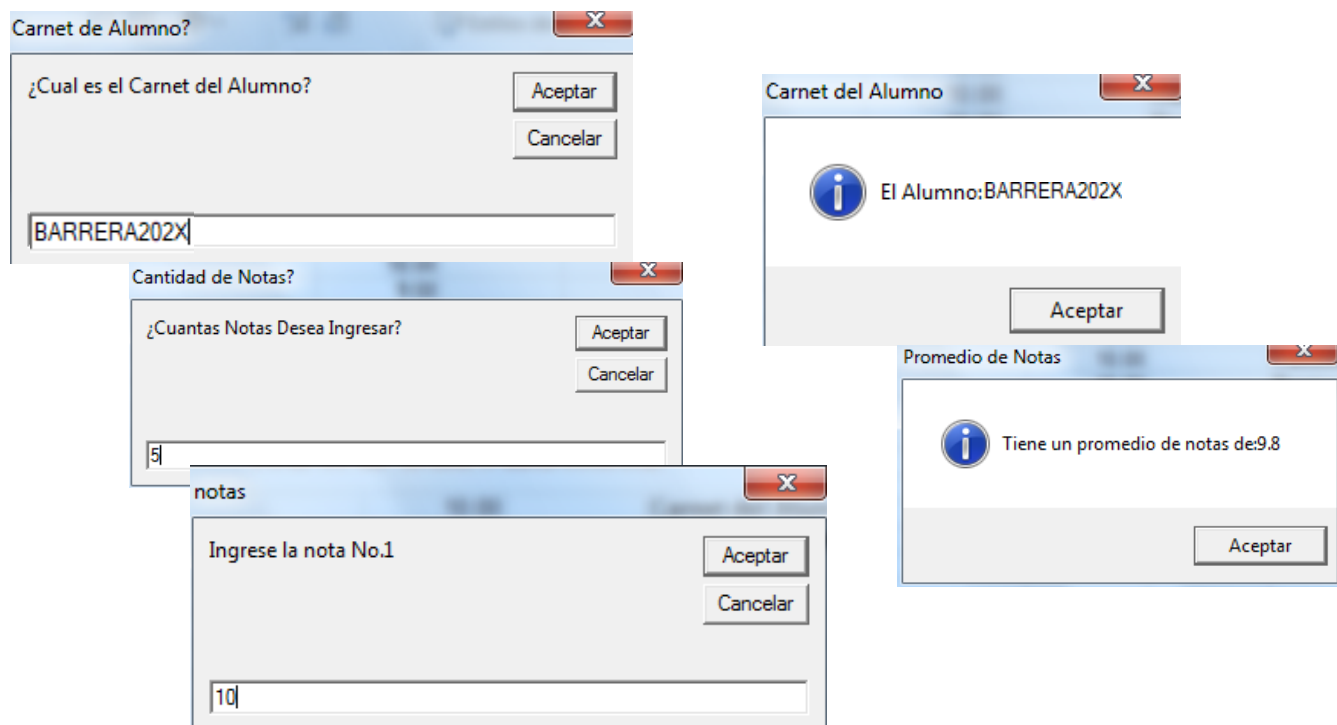 Carnet de Alumno?
¿Cual es el Carnet del Alumno?
Aceptar
Cancelar
BARRERA202X
Carnet del Alumno
El Alumno:BARRERA202X
Aceptar
Cantidad de Notas?
¿Cuantas Notas Desea Ingresar?
Aceptar
Cancelar
5
Promedio de Notas
Tiene un promedio de notas de:9.8
Aceptar
notas
Ingrese la nota No.1
Aceptar
Cancelar
10